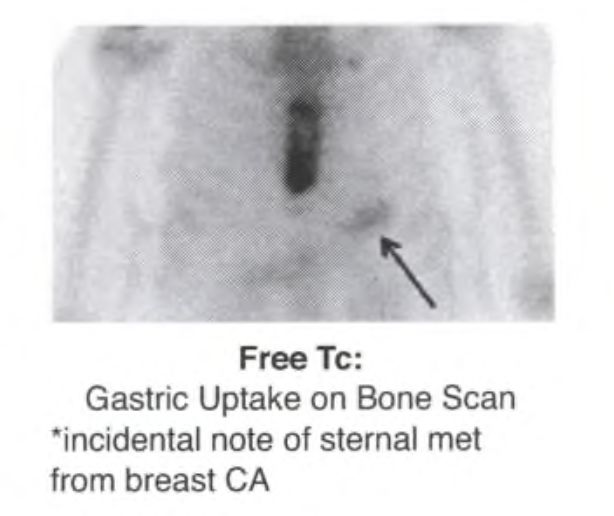 Free Tc:
Gastric Uptake on Bone Scan
*incidental note of sternal met
from breast CA